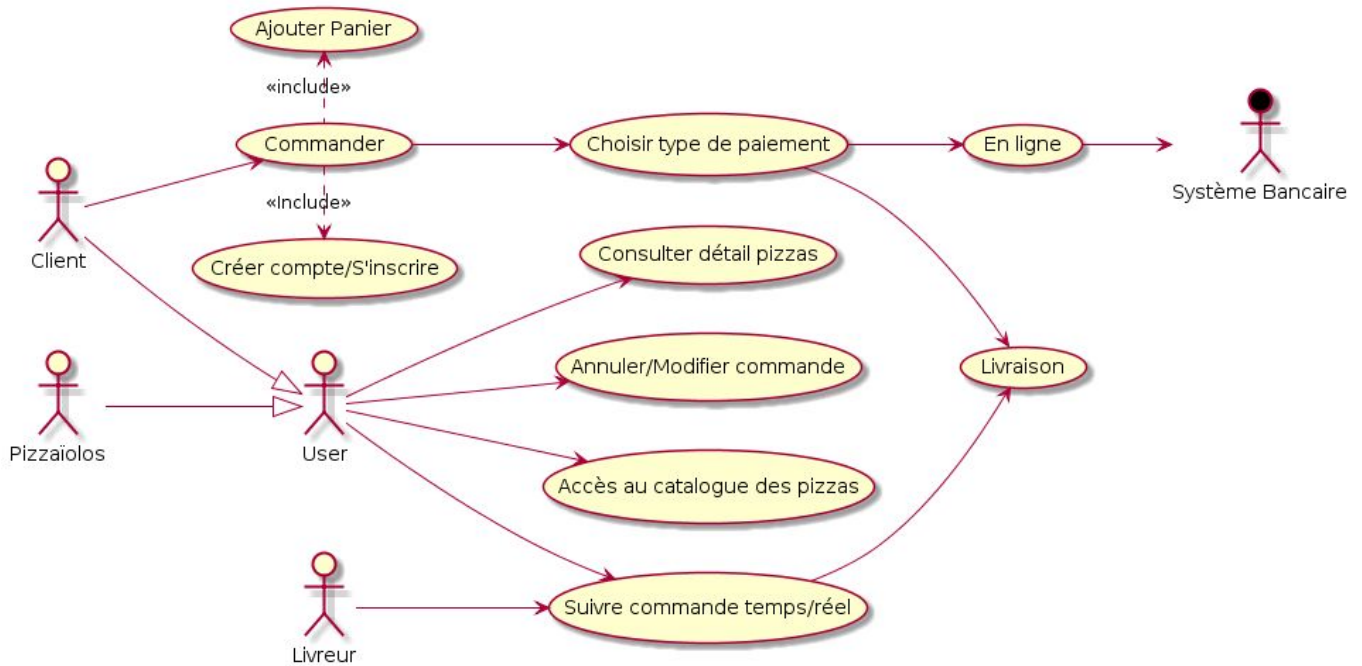 Ajouter Panier
«include»
Commander
Choisir type de paiement
En ligne
Système Bancaire
«Include»
Client
Créer compte/S'inscrire
Consulter détail pizzas
Annuler/Modifier commande
Livraison
Pizzaïolos
User
Accès au catalogue des pizzas
Suivre commande temps/réel
Livreur